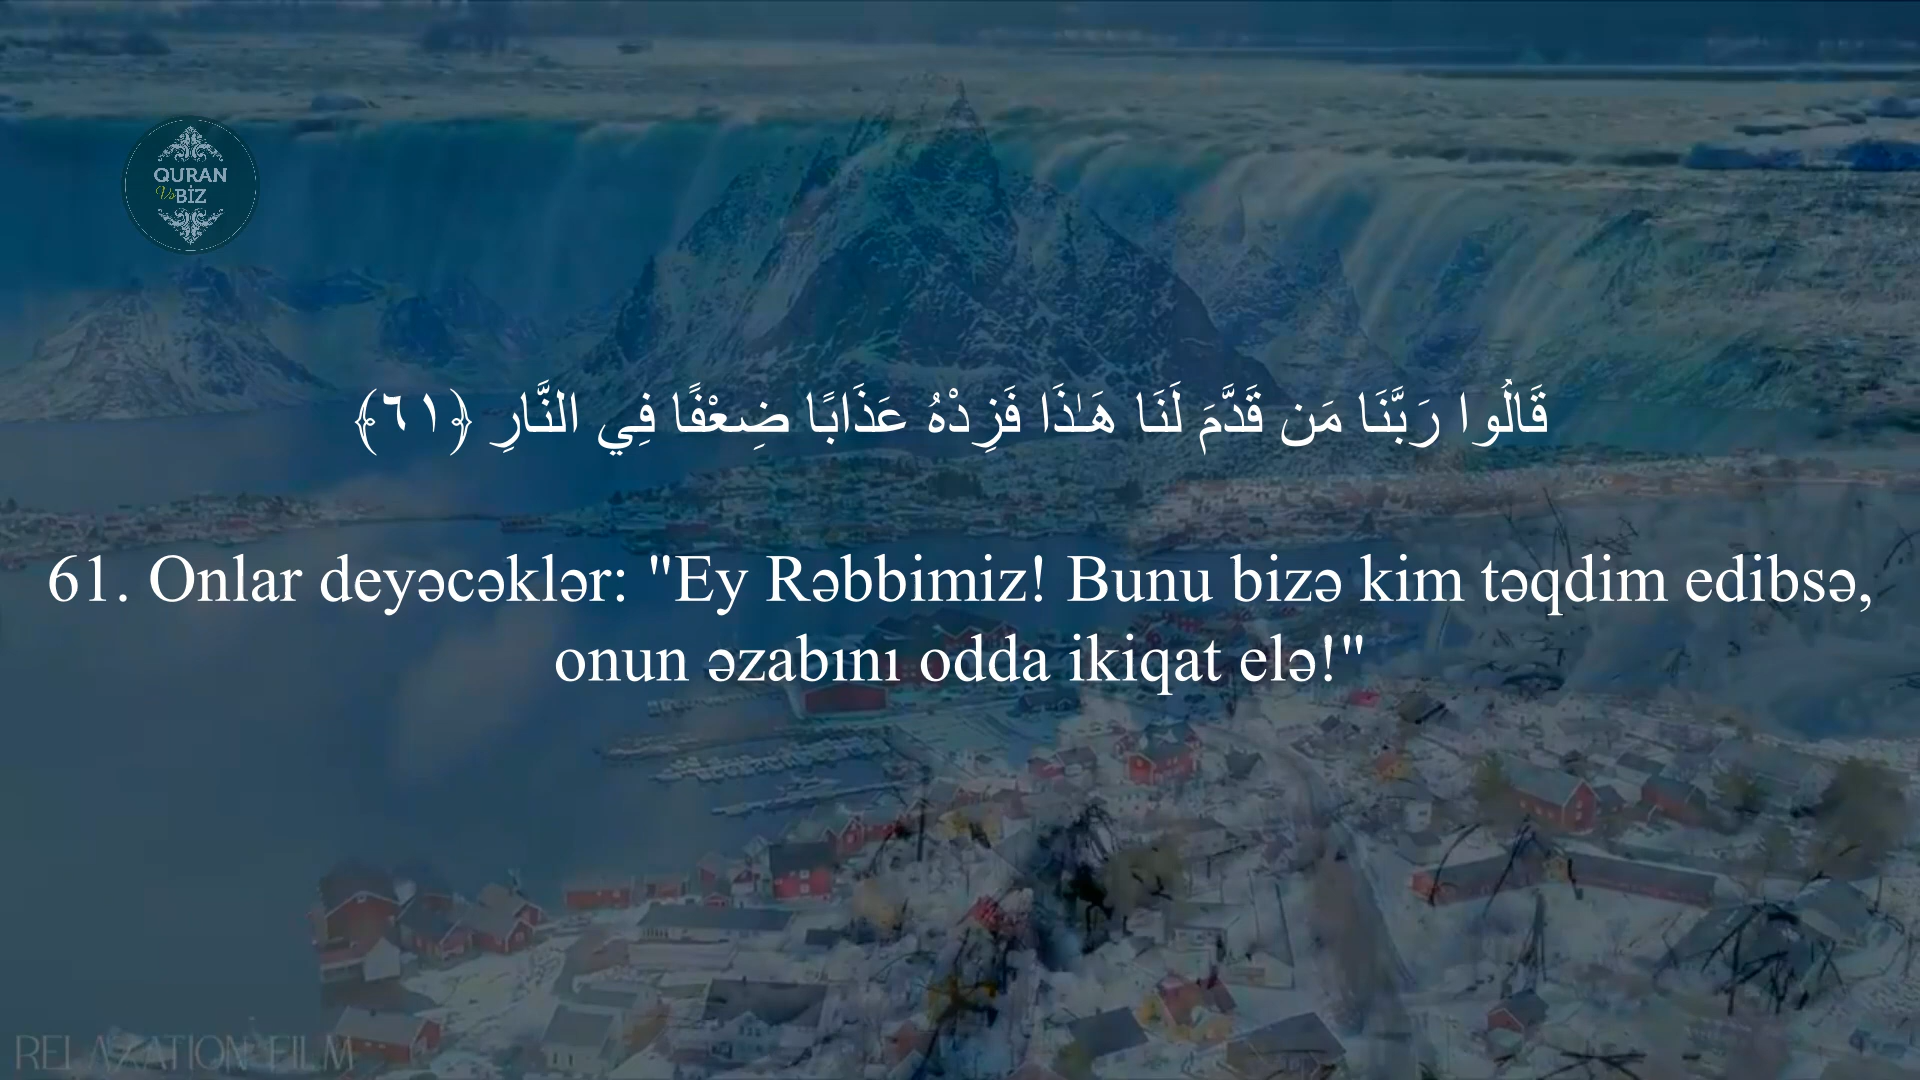 QURAN
Və BİZ
قَالُوا رَبَّنَا مَن قَدَّمَ لَنَا هَـٰذَا فَزِدْهُ عَذَابًا ضِعْفًا فِي النَّارِ ﴿٦١﴾
61. Onlar deyəcəklər: "Ey Rəbbimiz! Bunu bizə kim təqdim edibsə,
onun əzabını odda ikiqat elə!"
RELAXATION FILM